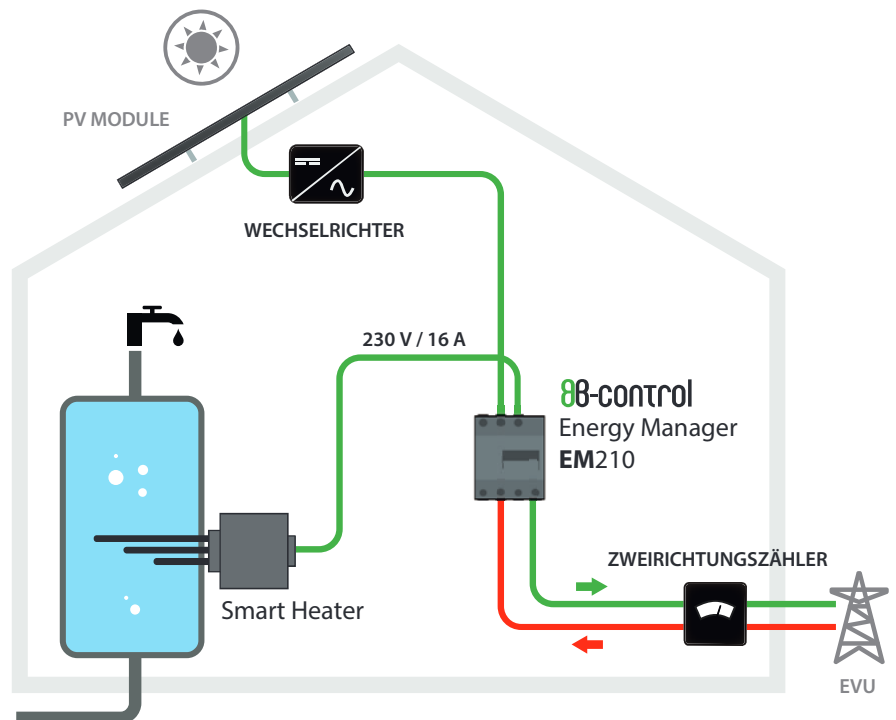 PV MODULE
WECHSELRICHTER
230 V / 16 A
B-control
Energy Manager
EM210
ZWEIRICHTUNGSZÄHLER
Smart Heater
EVU